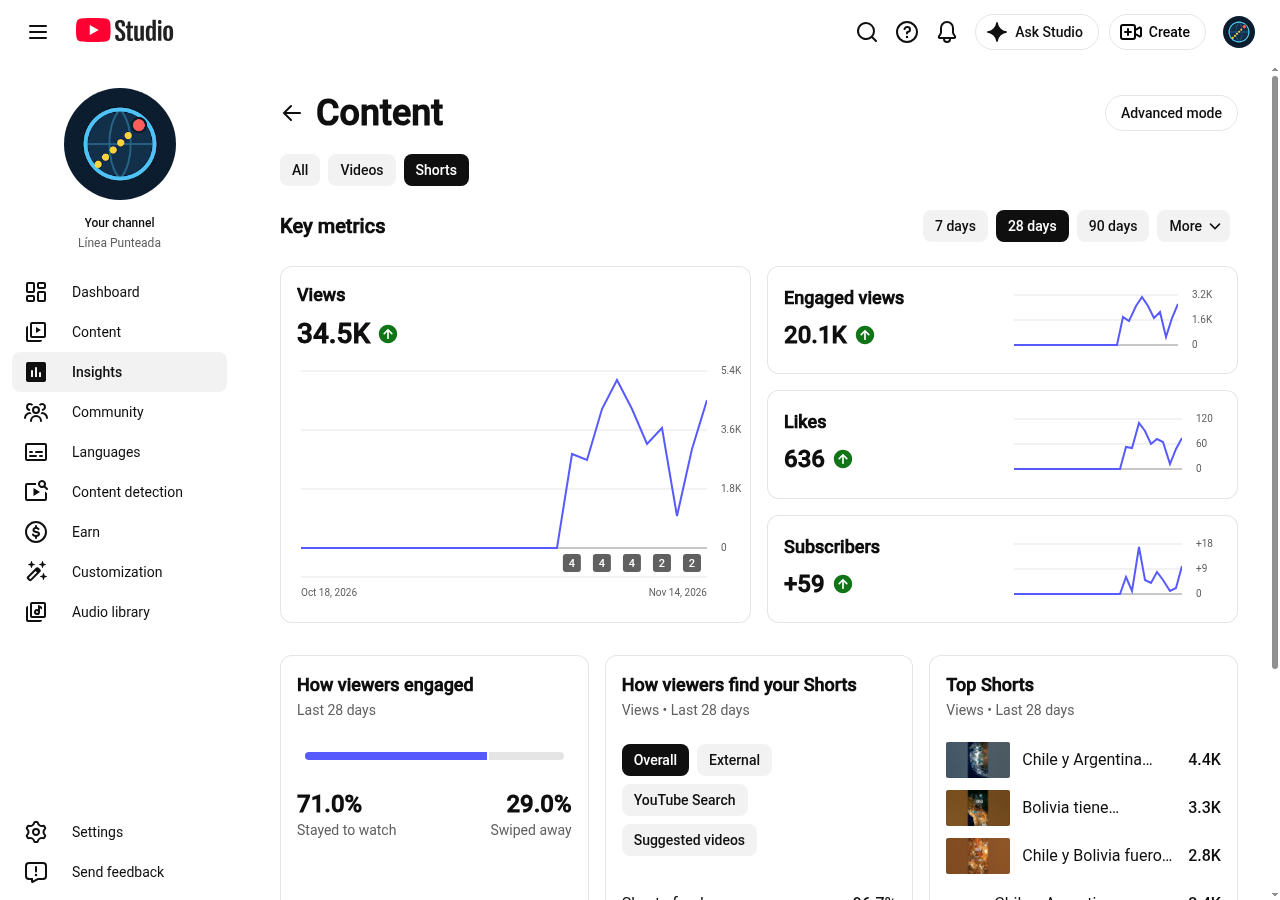 Studio
Ask Studio
Create
Your channel
Línea Punteada
Dashboard
Content
Insights
Community
Languages
Content detection
Earn
Customization
Audio library
Settings
Send feedback
Content
Advanced mode
All
Videos
Shorts
Key metrics
7 days
28 days
90 days
More
Views
34.5K
5.4K
3.6K
1.8K
0
4
4
4
2
2
Oct 18, 2026
Nov 14, 2026
Engaged views
20.1K
3.2K
1.6K
0
Likes
636
120
60
0
Subscribers
+59
+18
+9
0
How viewers engaged
Last 28 days
71.0%
29.0%
Stayed to watch
Swiped away
How viewers find your Shorts
Views • Last 28 days
Overall
External
YouTube Search
Suggested videos
Top Shorts
Views • Last 28 days
Chile y Argentina…
4.4K
Bolivia tiene…
3.3K
Chile y Bolivia fuero…
2.8K